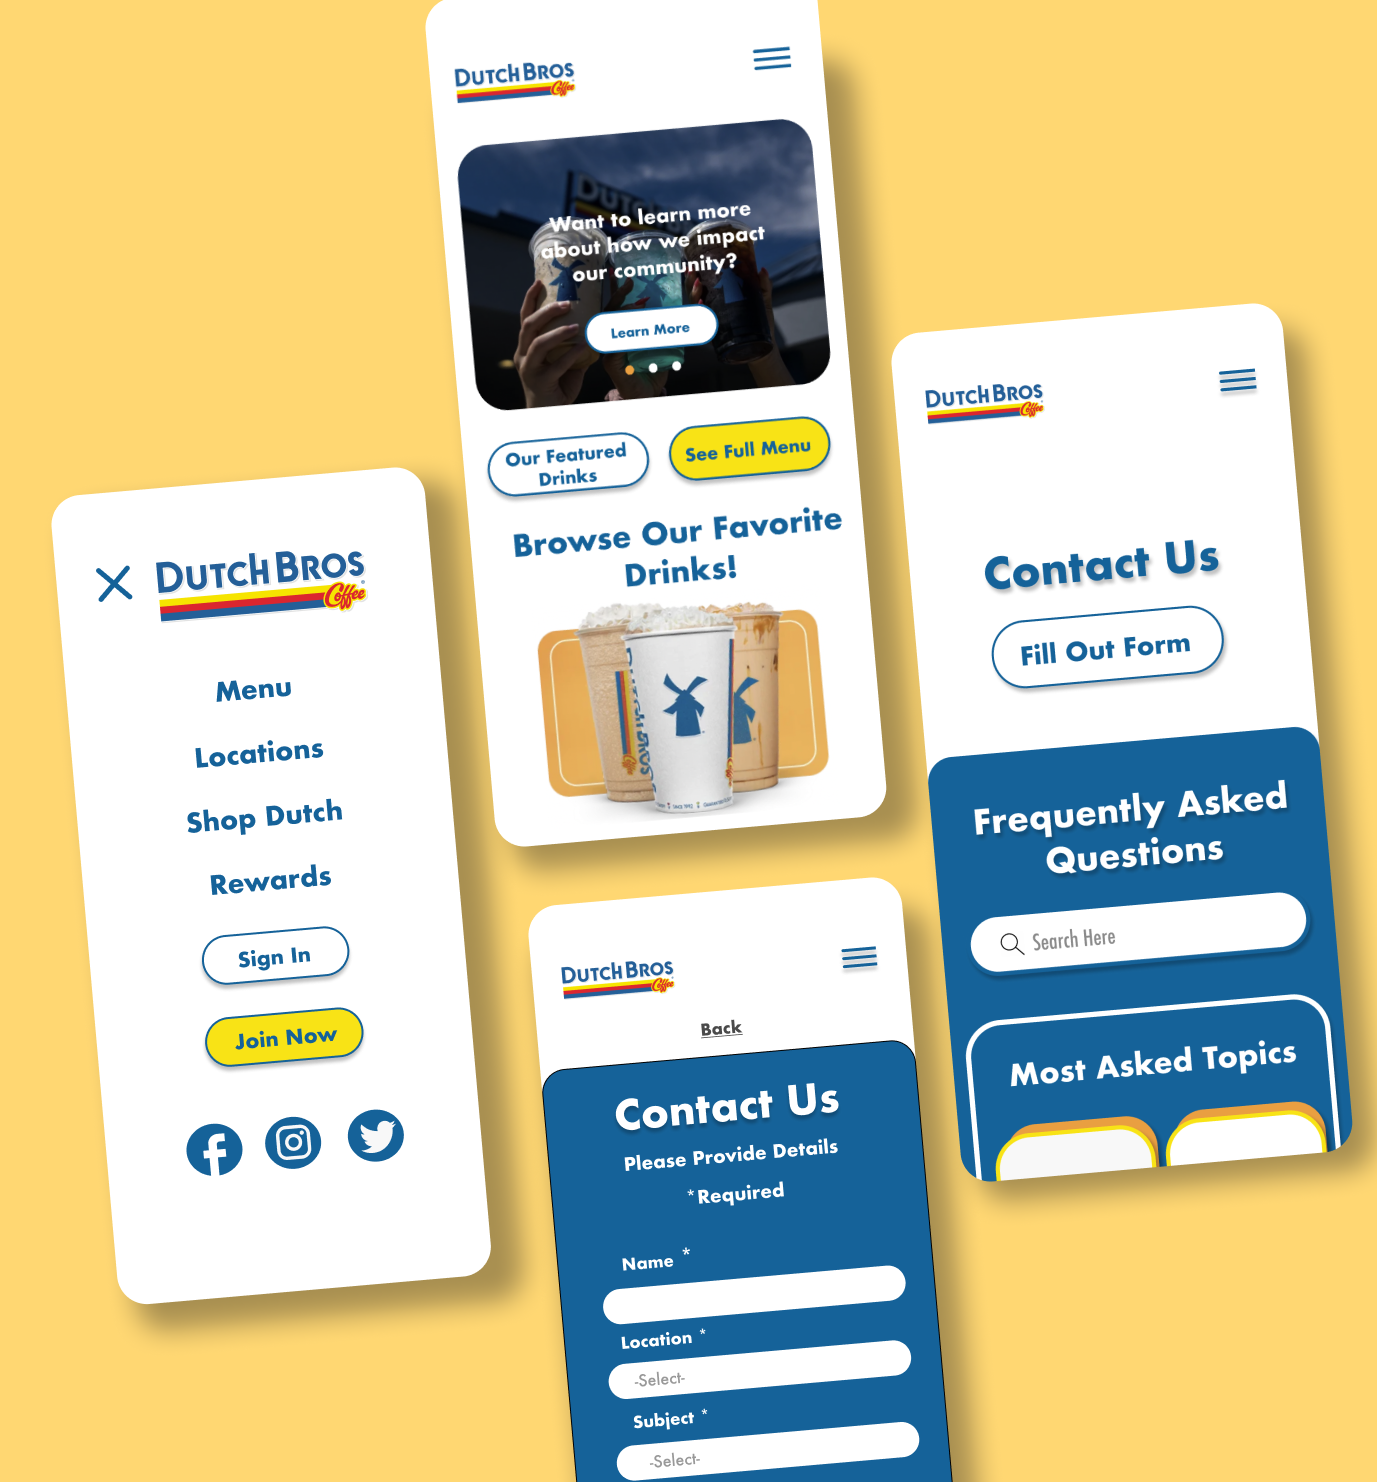 DUTCH BROS
Coffee
Want to learn more
about how we impact
our community?
Learn More
Our Featured
Drinks
See Full Menu
Browse Our Favorite
Drinks!
DUTCH BROS
Coffee
Menu
Locations
Shop Dutch
Rewards
Sign In
Join Now
DUTCH BROS
Coffee
Contact Us
Fill Out Form
Frequently Asked
Questions
Search Here
Most Asked Topics
DUTCH BROS
Coffee
Back
Contact Us
Please Provide Details
*Required
Name *
Location *
-Select-
Subject *
-Select-